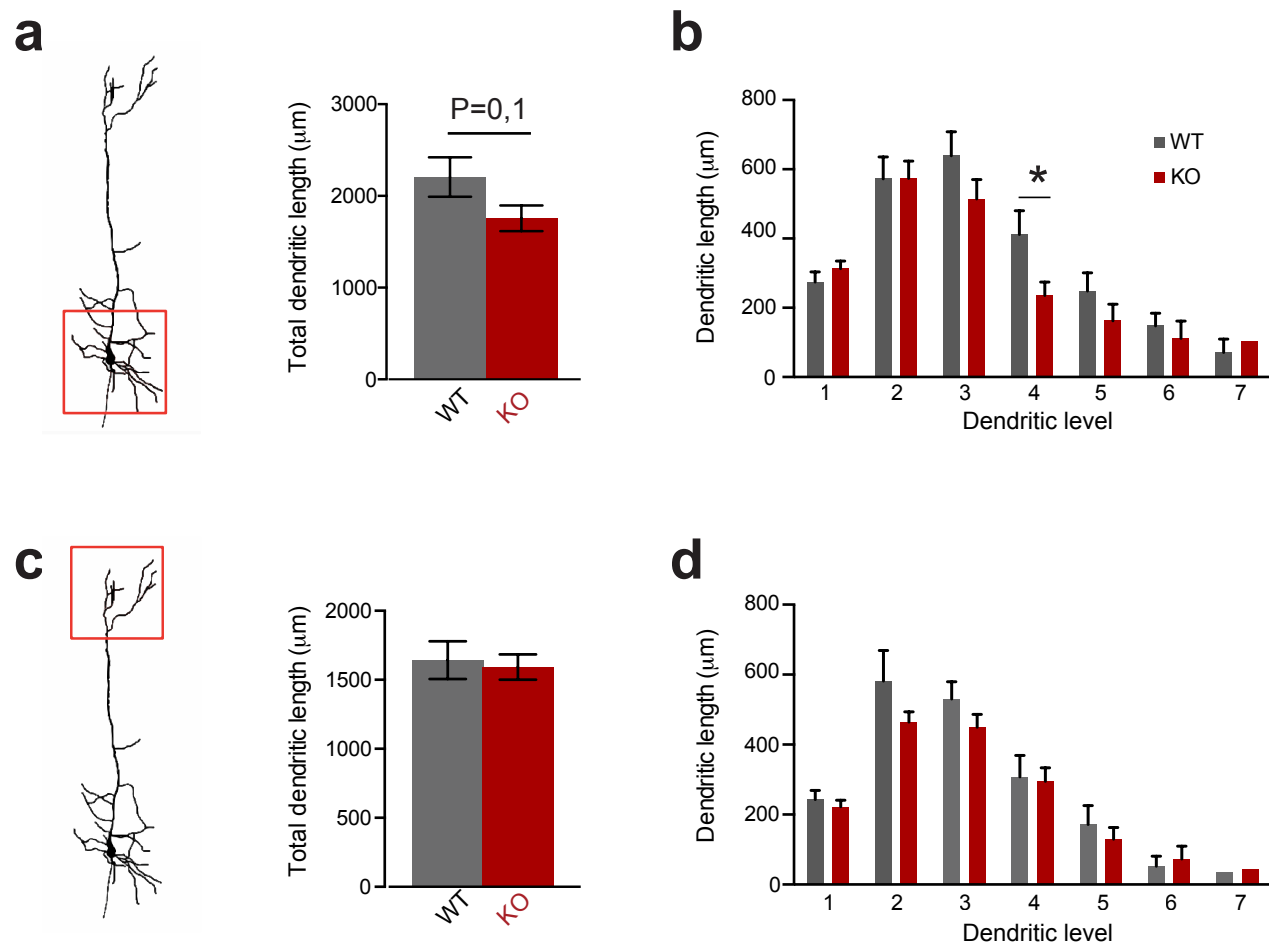 a
Total dendritic length (μm)
3000
2000
1000
0
P=0,1
WT
KO
b
Dendritic length (μm)
800
600
400
200
0
*
WT
KO
1 2 3 4 5 6 7
Dendritic level
c
Total dendritic length (μm)
2000
1500
1000
500
0
WT
KO
d
Dendritic length (μm)
800
600
400
200
0
1 2 3 4 5 6 7
Dendritic level